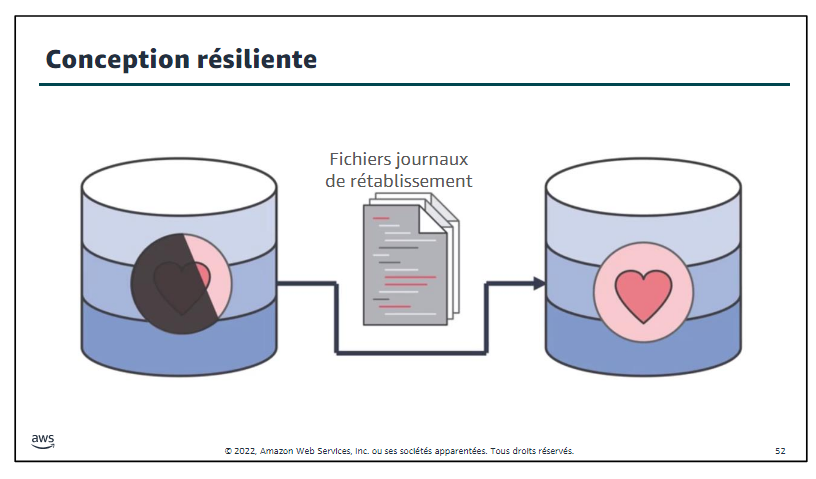 Conception résiliente
Fichiers journaux
de rétablissement
aws
© 2022, Amazon Web Services, Inc. ou ses sociétés apparentées. Tous droits réservés.
52